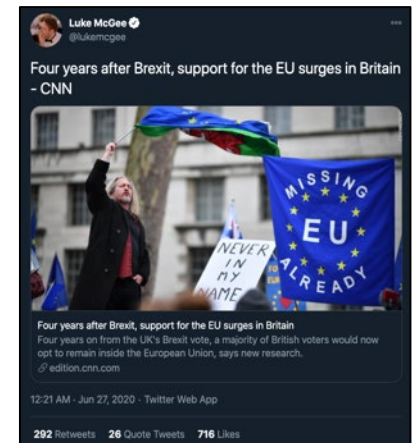 Luke McGee
@lukemcgee
Four years after Brexit, support for the EU surges in Britain
- CNN
MISSING
EU
ALREADY
NEVER
IN
MY
NAME
Four years after Brexit, support for the EU surges in Britain
Four years on from the UK's Brexit vote, a majority of British voters would now
opt to remain inside the European Union, says new research.
edition.cnn.com
12:21 AM · Jun 27, 2020 · Twitter Web App
292 Retweets 26 Quote Tweets 716 Likes